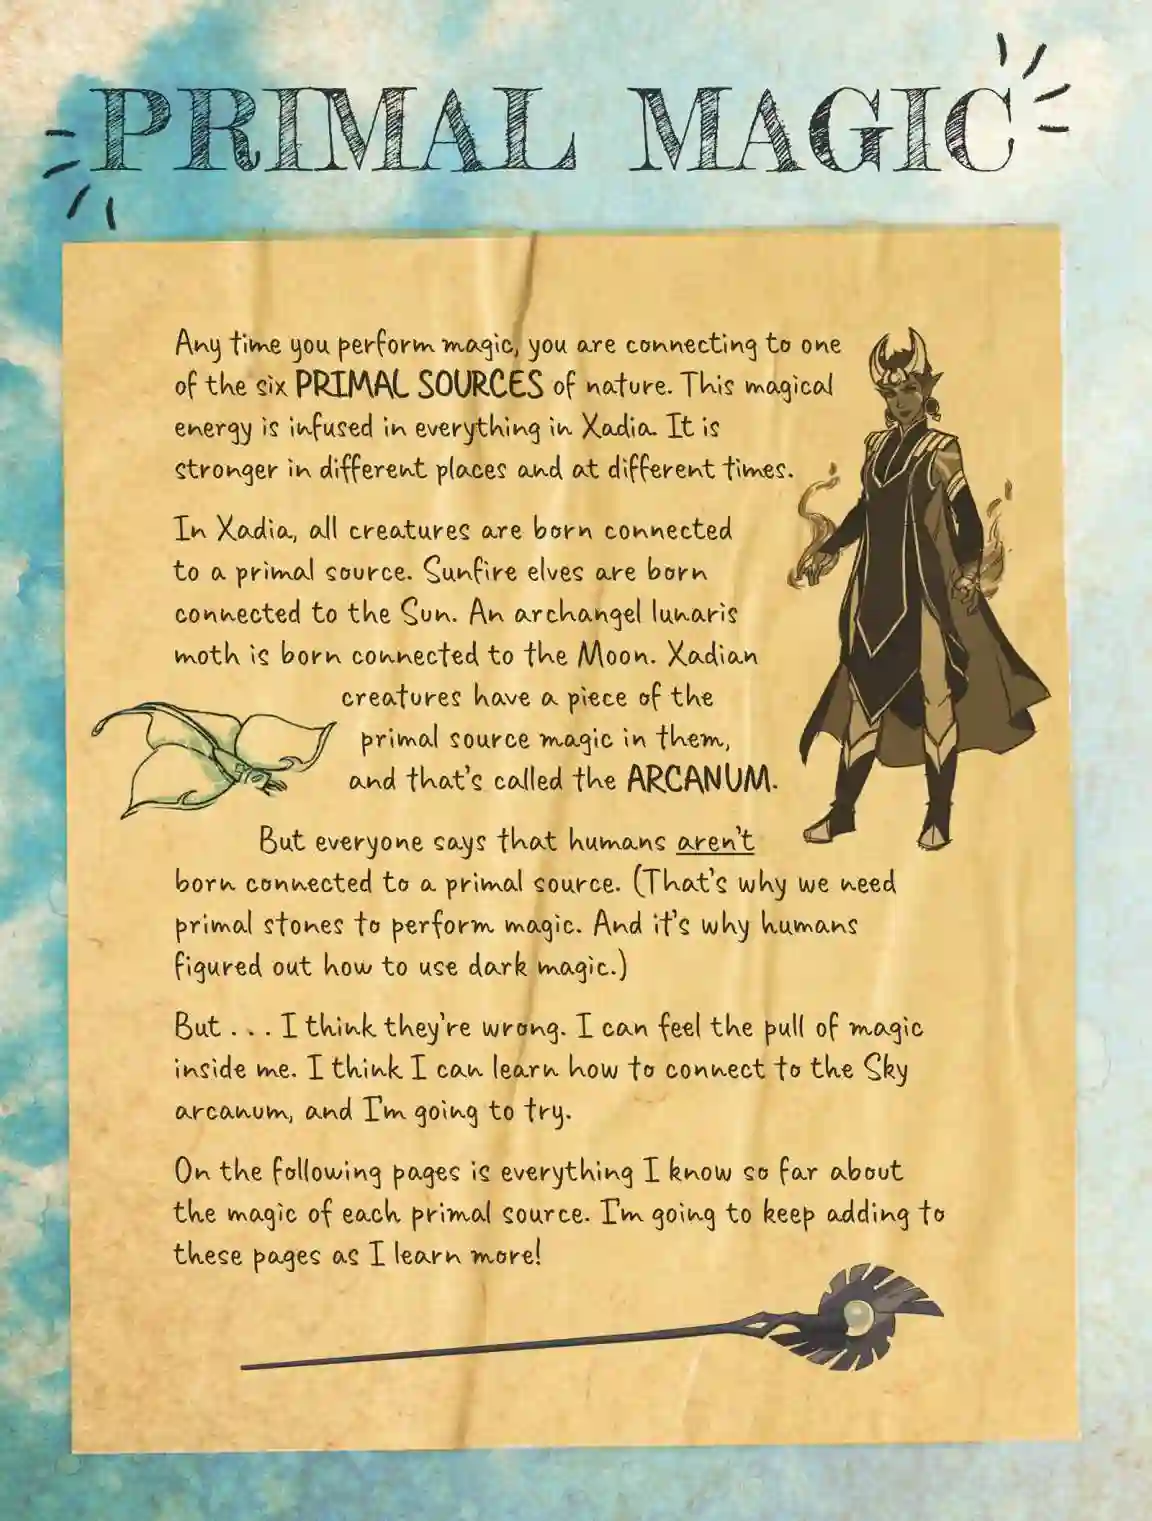 PRIMAL MAGIC
Any time you perform magic, you are connecting to one
of the six PRIMAL SOURCES of nature. This magical
energy is infused in everything in Xadia. It is
stronger in different places and at different times.
In Xadia, all creatures are born connected
to a primal source. Sunfire elves are born
connected to the Sun. An archangel lunaris
moth is born connected to the Moon. Xadian
creatures have a piece of the
primal source magic in them,
and that's called the ARCANUM.
But everyone says that humans aren't
born connected to a primal source. (That's why we need
primal stones to perform magic. And it's why humans
figured out how to use dark magic.)
But . . . I think they're wrong. I can feel the pull of magic
inside me. I think I can learn how to connect to the Sky
arcanum, and I'm going to try.
On the following pages is everything I know so far about
the magic of each primal source. I'm going to keep adding to
these pages as I learn more!